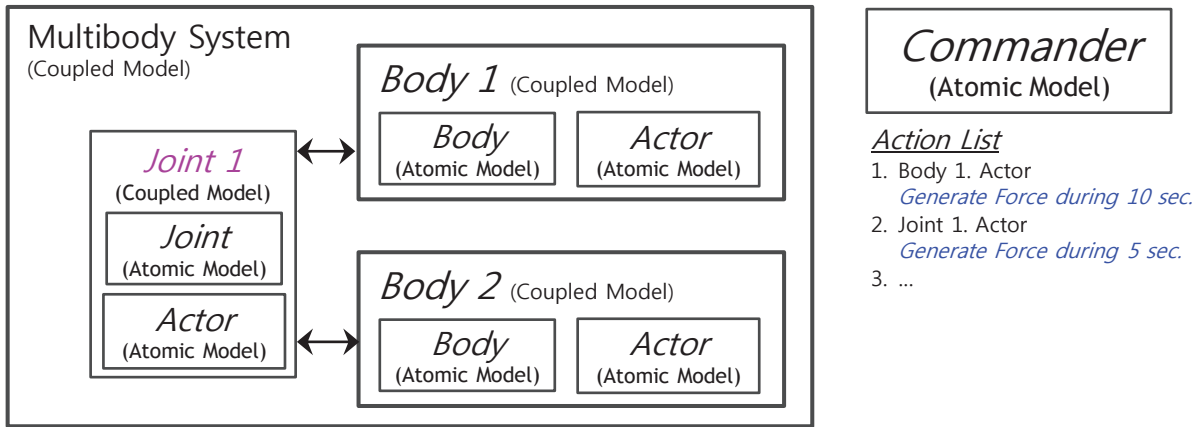 Multibody System
(Coupled Model)
Joint 1
(Coupled Model)
Joint
(Atomic Model)
Actor
(Atomic Model)
Body 1 (Coupled Model)
Body
(Atomic Model)
Actor
(Atomic Model)
Body 2 (Coupled Model)
Body
(Atomic Model)
Actor
(Atomic Model)
Commander
(Atomic Model)
Action List
1. Body 1. Actor
Generate Force during 10 sec.
2. Joint 1. Actor
Generate Force during 5 sec.
3. ...